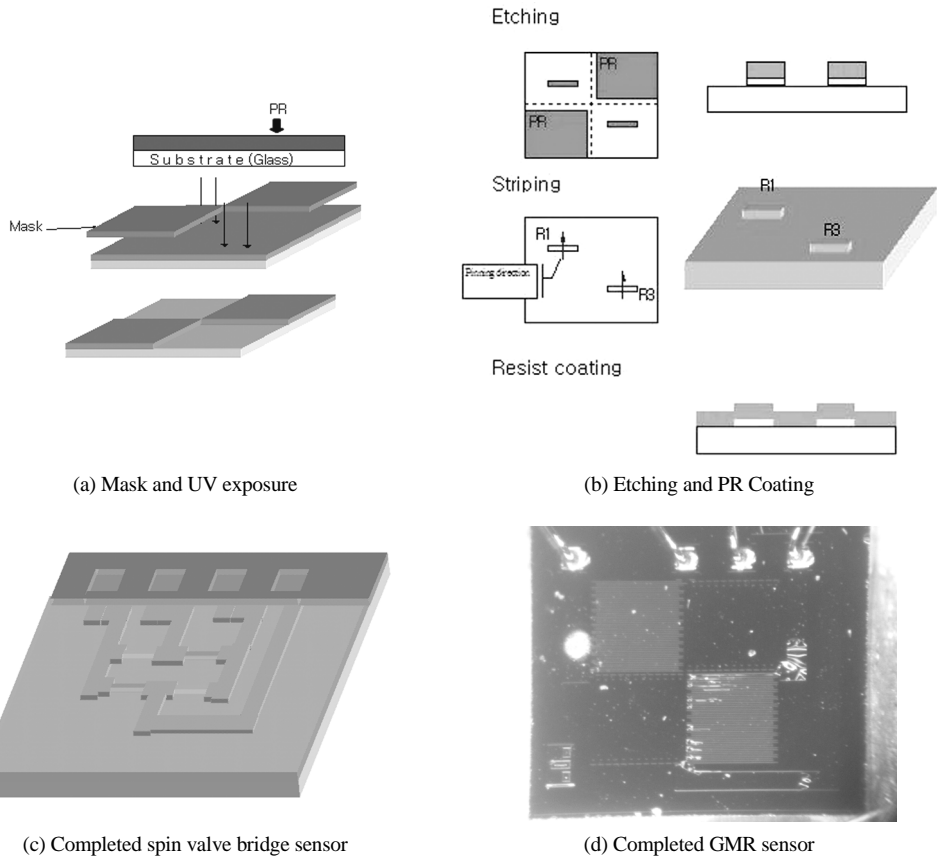 PR
Substrate (Glass)
Mask
(a) Mask and UV exposure
Etching
PR
PR
Striping
R1
Pinning direction
R3
R1
R3
Resist coating
(b) Etching and PR Coating
(c) Completed spin valve bridge sensor
(d) Completed GMR sensor